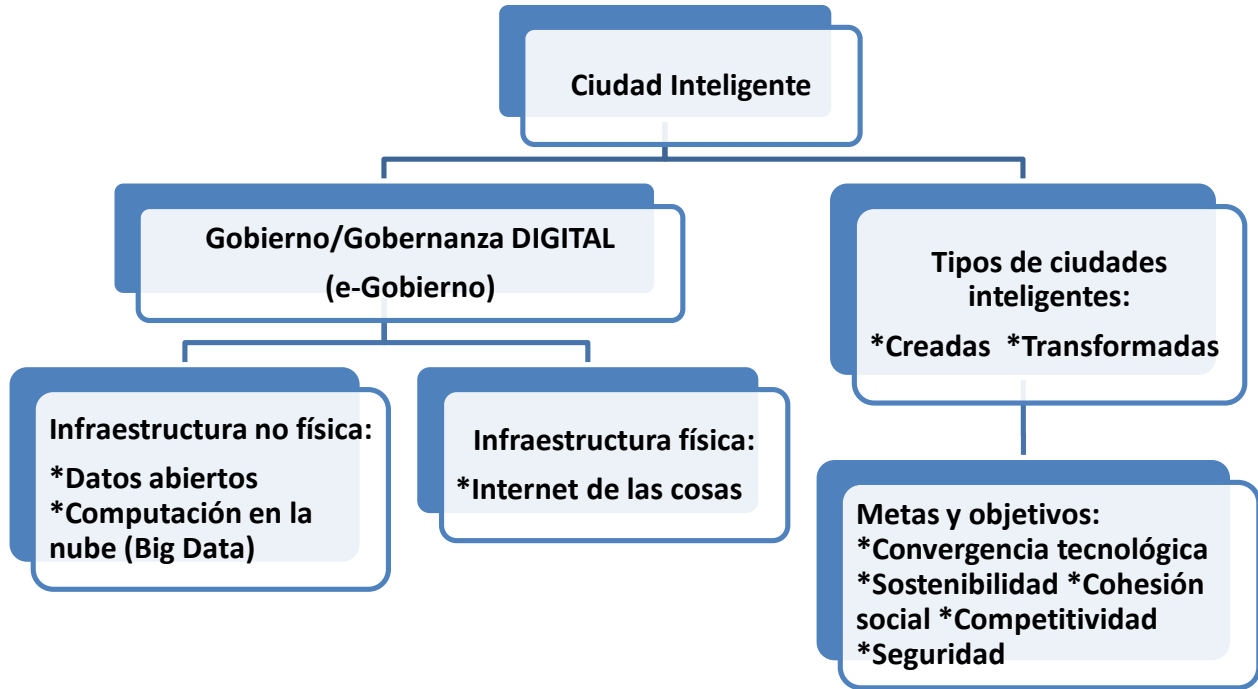 Ciudad Inteligente
Gobierno/Gobernanza DIGITAL
(e-Gobierno)
Tipos de ciudades
inteligentes:
*Creadas *Transformadas
Infraestructura no física:
*Datos abiertos
*Computación en la
nube (Big Data)
Infraestructura física:
*Internet de las cosas
Metas y objetivos:
*Convergencia tecnológica
*Sostenibilidad *Cohesión
social *Competitividad
*Seguridad